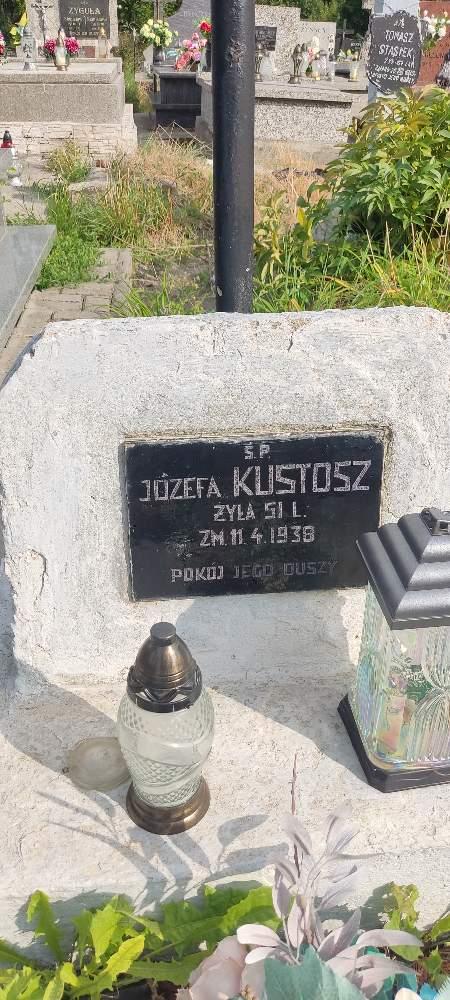 ZYGUŁA
TOMASZ
STASIEK
Ś.P.
JÓZEFA KUSTOSZ
ŻYŁA 51 L.
ZM. 11.4.1938
POKÓJ JEGO DUSZY